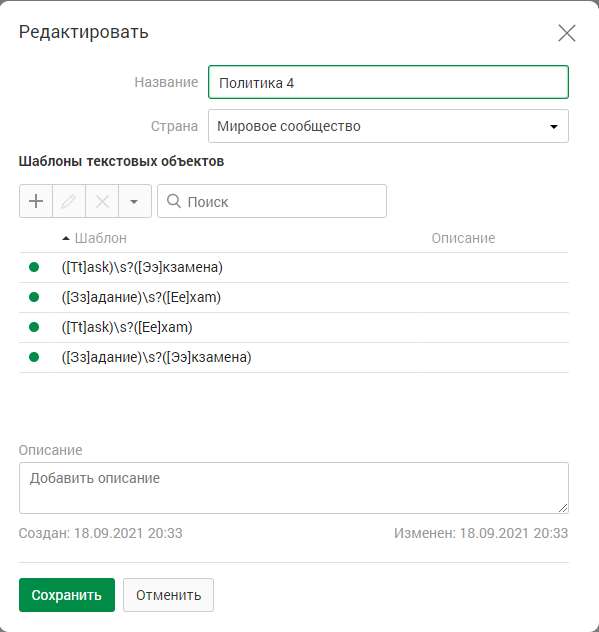 Редактировать
Название Политика 4
Страна Мировое сообщество
Шаблоны текстовых объектов
Поиск
Шаблон Описание
([Tt]ask)\s?([Ээ]кзамена)
([Зз]адание)\s?([Ee]xam)
([Tt]ask)\s?([Ee]xam)
([Зз]адание)\s?([Ээ]кзамена)
Описание
Добавить описание
Создан: 18.09.2021 20:33 Изменен: 18.09.2021 20:33
Сохранить Отменить